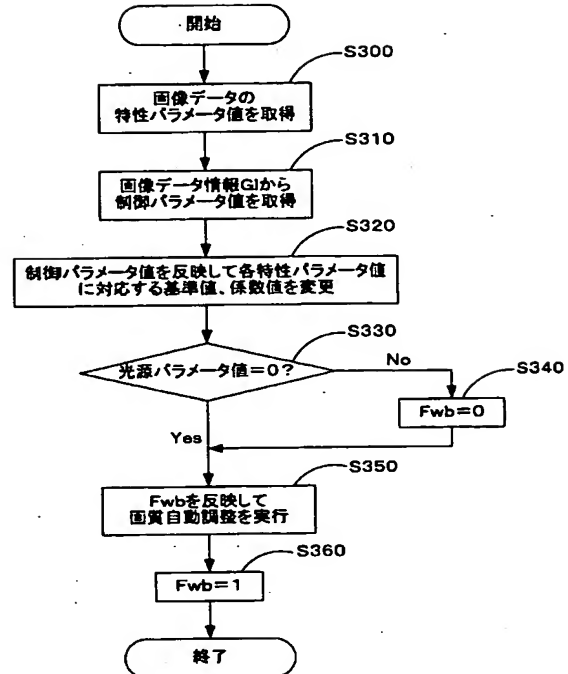 開始
S300
画像データの
特性パラメータ値を取得
S310
画像データ情報GIから
制御パラメータ値を取得
S320
制御パラメータ値を反映して各特性パラメータ値
に対応する基準値、係数値を変更
S330
光源パラメータ値=0?
No
S340
Fwb=0
Yes
S350
Fwbを反映して
画質自動調整を実行
S360
Fwb=1
終了